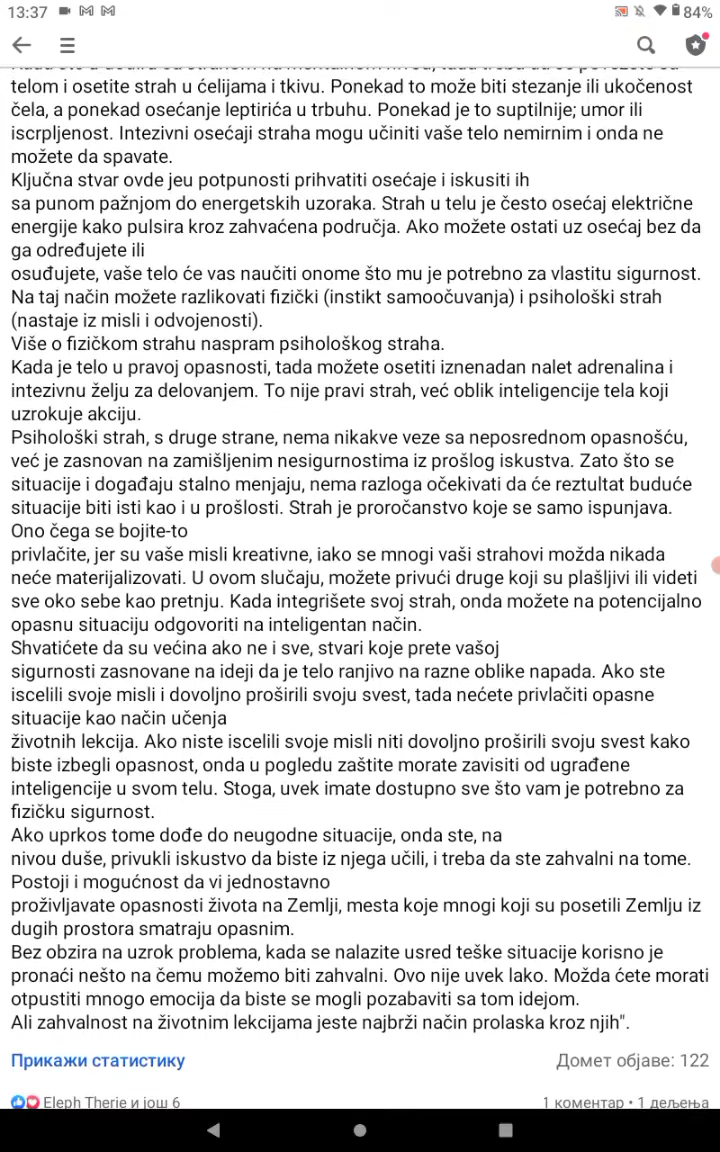 13:37
84%
telom i osetite strah u ćelijama i tkivu. Ponekad to može biti stezanje ili ukočenost
čela, a ponekad osećanje leptirića u trbuhu. Ponekad je to suptilnije; umor ili
iscrpljenost. Intezivni osećaji straha mogu učiniti vaše telo nemirnim i onda ne
možete da spavate.
Ključna stvar ovde jeu potpunosti prihvatiti osećaje i iskusiti ih
sa punom pažnjom do energetskih uzoraka. Strah u telu je često osećaj električne
energije kako pulsira kroz zahvaćena područja. Ako možete ostati uz osećaj bez da
ga određujete ili
osuđujete, vaše telo će vas naučiti onome što mu je potrebno za vlastitu sigurnost.
Na taj način možete razlikovati fizički (instikt samoočuvanja) i psihološki strah
(nastaje iz misli i odvojenosti).
Više o fizičkom strahu naspram psihološkog straha.
Kada je telo u pravoj opasnosti, tada možete osetiti iznenadan nalet adrenalina i
intezivnu želju za delovanjem. To nije pravi strah, već oblik inteligencije tela koji
uzrokuje akciju.
Psihološki strah, s druge strane, nema nikakve veze sa neposrednom opasnošću,
već je zasnovan na zamišljenim nesigurnostima iz prošlog iskustva. Zato što se
situacije i događaju stalno menjaju, nema razloga očekivati da će reztultat buduće
situacije biti isti kao i u prošlosti. Strah je proročanstvo koje se samo ispunjava.
Ono čega se bojite-to
privlačite, jer su vaše misli kreativne, iako se mnogi vaši strahovi možda nikada
neće materijalizovati. U ovom slučaju, možete privući druge koji su plašljivi ili videti
sve oko sebe kao pretnju. Kada integrišete svoj strah, onda možete na potencijalno
opasnu situaciju odgovoriti na inteligentan način.
Shvatićete da su većina ako ne i sve, stvari koje prete vašoj
sigurnosti zasnovane na ideji da je telo ranjivo na razne oblike napada. Ako ste
iscelili svoje misli i dovoljno proširili svoju svest, tada nećete privlačiti opasne
situacije kao način učenja
životnih lekcija. Ako niste iscelili svoje misli niti dovoljno proširili svoju svest kako
biste izbegli opasnost, onda u pogledu zaštite morate zavisiti od ugrađene
inteligencije u svom telu. Stoga, uvek imate dostupno sve što vam je potrebno za
fizičku sigurnost.
Ako uprkos tome dođe do neugodne situacije, onda ste, na
nivou duše, privukli iskustvo da biste iz njega učili, i treba da ste zahvalni na tome.
Postoji i mogućnost da vi jednostavno
proživljavate opasnosti života na Zemlji, mesta koje mnogi koji su posetili Zemlju iz
dugih prostora smatraju opasnim.
Bez obzira na uzrok problema, kada se nalazite usred teške situacije korisno je
pronaći nešto na čemu možemo biti zahvalni. Ovo nije uvek lako. Možda ćete morati
otpustiti mnogo emocija da biste se mogli pozabaviti sa tom idejom.
Ali zahvalnost na životnim lekcijama jeste najbrži način prolaska kroz njih".
Прикажи статистику
Домет објаве: 122
Eleph Therie и још 6
1 коментар • 1 дељења